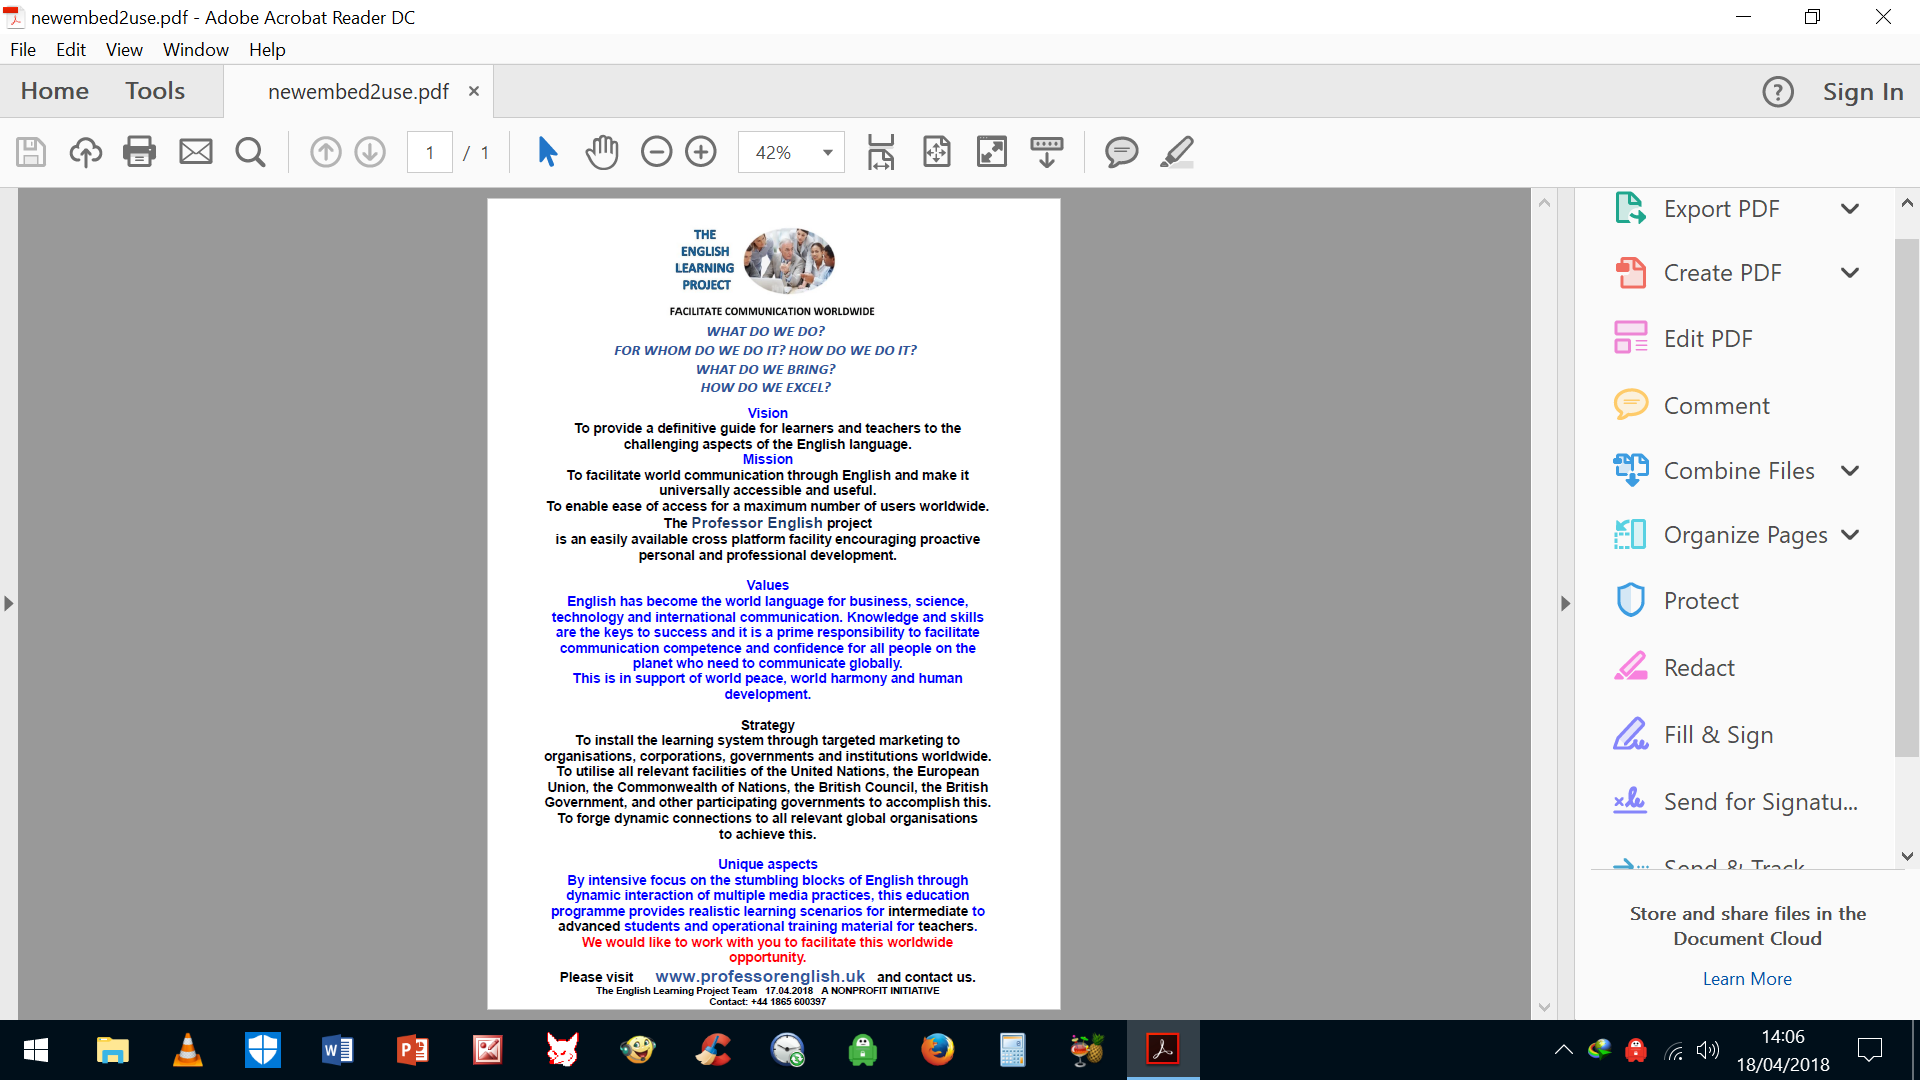 newembed2use.pdf - Adobe Acrobat Reader DC
File Edit View Window Help
Home Tools newembed2use.pdf × ? Sign In
1 / 1 42%
THE
ENGLISH
LEARNING
PROJECT
FACILITATE COMMUNICATION WORLDWIDE
WHAT DO WE DO?
FOR WHOM DO WE DO IT? HOW DO WE DO IT?
WHAT DO WE BRING?
HOW DO WE EXCEL?
Vision
To provide a definitive guide for learners and teachers to the
challenging aspects of the English language.
Mission
To facilitate world communication through English and make it
universally accessible and useful.
To enable ease of access for a maximum number of users worldwide.
The Professor English project
is an easily available cross platform facility encouraging proactive
personal and professional development.
Values
English has become the world language for business, science,
technology and international communication. Knowledge and skills
are the keys to success and it is a prime responsibility to facilitate
communication competence and confidence for all people on the
planet who need to communicate globally.
This is in support of world peace, world harmony and human
development.
Strategy
To install the learning system through targeted marketing to
organisations, corporations, governments and institutions worldwide.
To utilise all relevant facilities of the United Nations, the European
Union, the Commonwealth of Nations, the British Council, the British
Government, and other participating governments to accomplish this.
To forge dynamic connections to all relevant global organisations
to achieve this.
Unique aspects
By intensive focus on the stumbling blocks of English through
dynamic interaction of multiple media practices, this education
programme provides realistic learning scenarios for intermediate to
advanced students and operational training material for teachers.
We would like to work with you to facilitate this worldwide
opportunity.
Please visit www.professorenglish.uk and contact us.
The English Learning Project Team 17.04.2018 A NONPROFIT INITIATIVE
Contact: +44 1865 600397
Export PDF
Create PDF
Edit PDF
Comment
Combine Files
Organize Pages
Protect
Redact
Fill & Sign
Send for Signatu...
Send & Track
Store and share files in the
Document Cloud
Learn More
14:06
18/04/2018